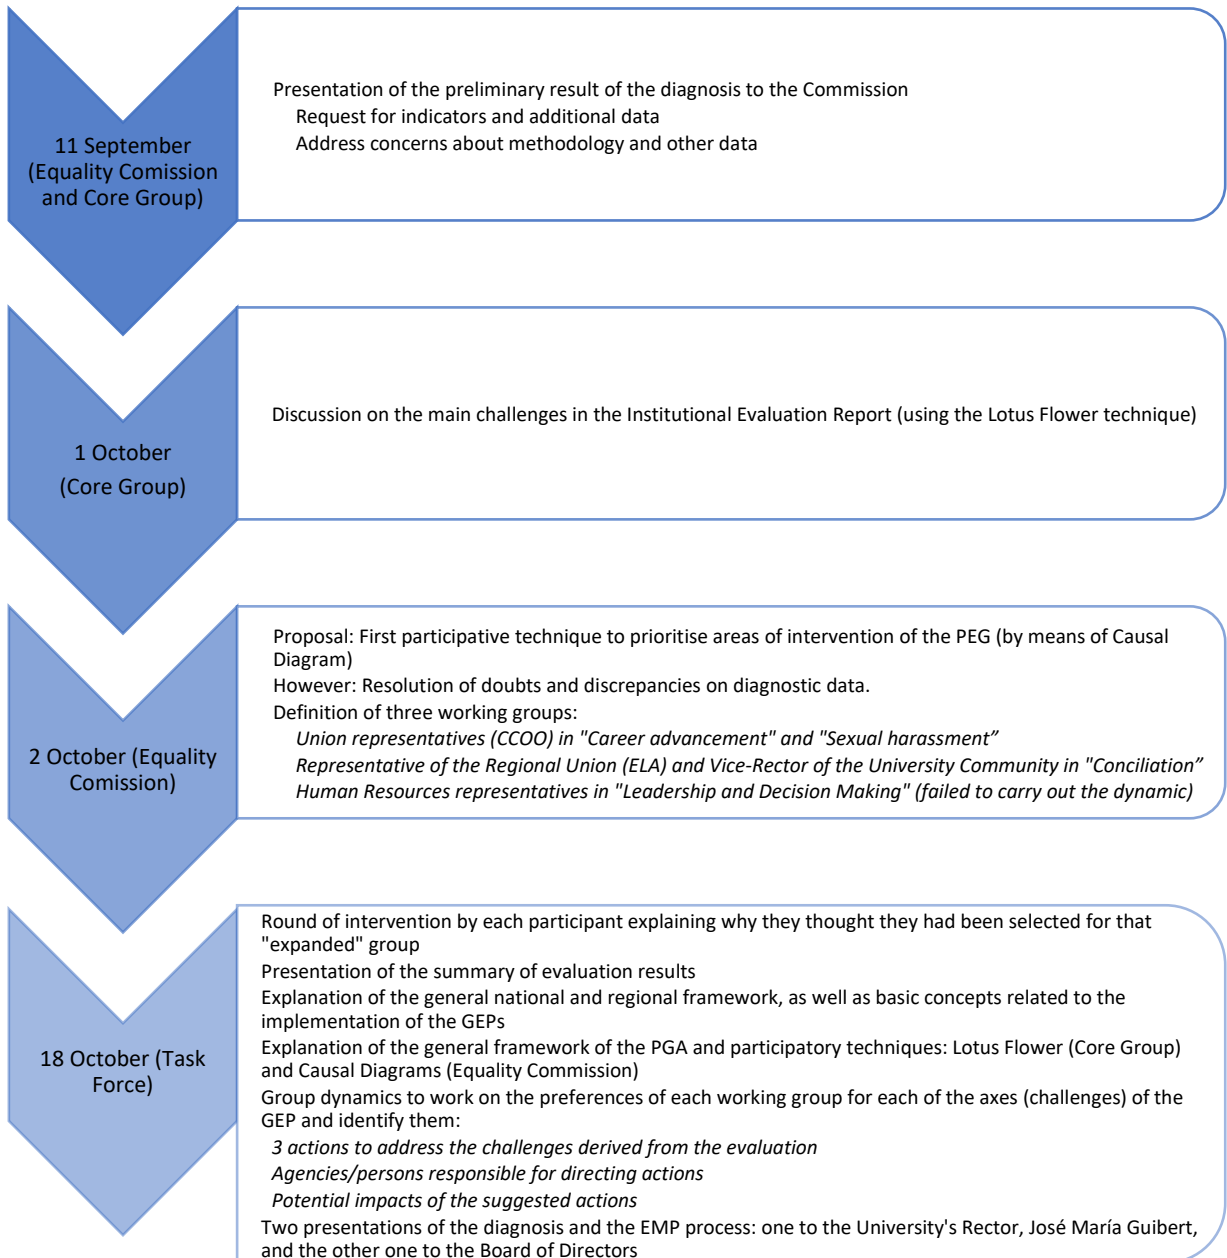 11 September
(Equality Comission
and Core Group)
Presentation of the preliminary result of the diagnosis to the Commission
Request for indicators and additional data
Address concerns about methodology and other data
1 October
(Core Group)
Discussion on the main challenges in the Institutional Evaluation Report (using the Lotus Flower technique)
2 October (Equality
Comission)
Proposal: First participative technique to prioritise areas of intervention of the PEG (by means of Causal
Diagram)
However: Resolution of doubts and discrepancies on diagnostic data.
Definition of three working groups:
Union representatives (CCOO) in "Career advancement" and "Sexual harassment”
Representative of the Regional Union (ELA) and Vice-Rector of the University Community in "Conciliation”
Human Resources representatives in "Leadership and Decision Making" (failed to carry out the dynamic)
18 October (Task
Force)
Round of intervention by each participant explaining why they thought they had been selected for that
"expanded" group
Presentation of the summary of evaluation results
Explanation of the general national and regional framework, as well as basic concepts related to the
implementation of the GEPs
Explanation of the general framework of the PGA and participatory techniques: Lotus Flower (Core Group)
and Causal Diagrams (Equality Commission)
Group dynamics to work on the preferences of each working group for each of the axes (challenges) of the
GEP and identify them:
3 actions to address the challenges derived from the evaluation
Agencies/persons responsible for directing actions
Potential impacts of the suggested actions
Two presentations of the diagnosis and the EMP process: one to the University's Rector, José María Guibert,
and the other one to the Board of Directors